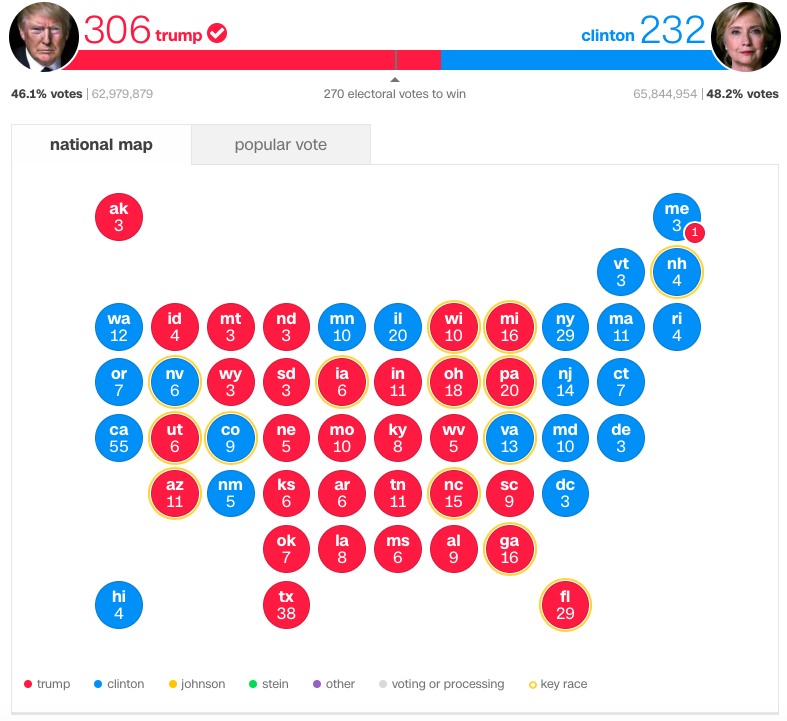 306 trump clinton 232
46.1% votes | 62,979,879 270 electoral votes to win 65,844,954 | 48.2% votes
national map popular vote
ak me
3 3 1
vt nh
3 4
wa id mt nd mn il wi mi ny ma ri
12 4 3 3 10 20 10 16 29 11 4
or nv wy sd ia in oh pa nj ct
7 6 3 3 6 11 18 20 14 7
ca ut co ne mo ky wv va md de
55 6 9 5 10 8 5 13 10 3
az nm ks ar tn nc sc dc
11 5 6 6 11 15 9 3
ok la ms al ga
7 8 6 9 16
hi tx fl
4 38 29
trump clinton johnson stein other voting or processing key race